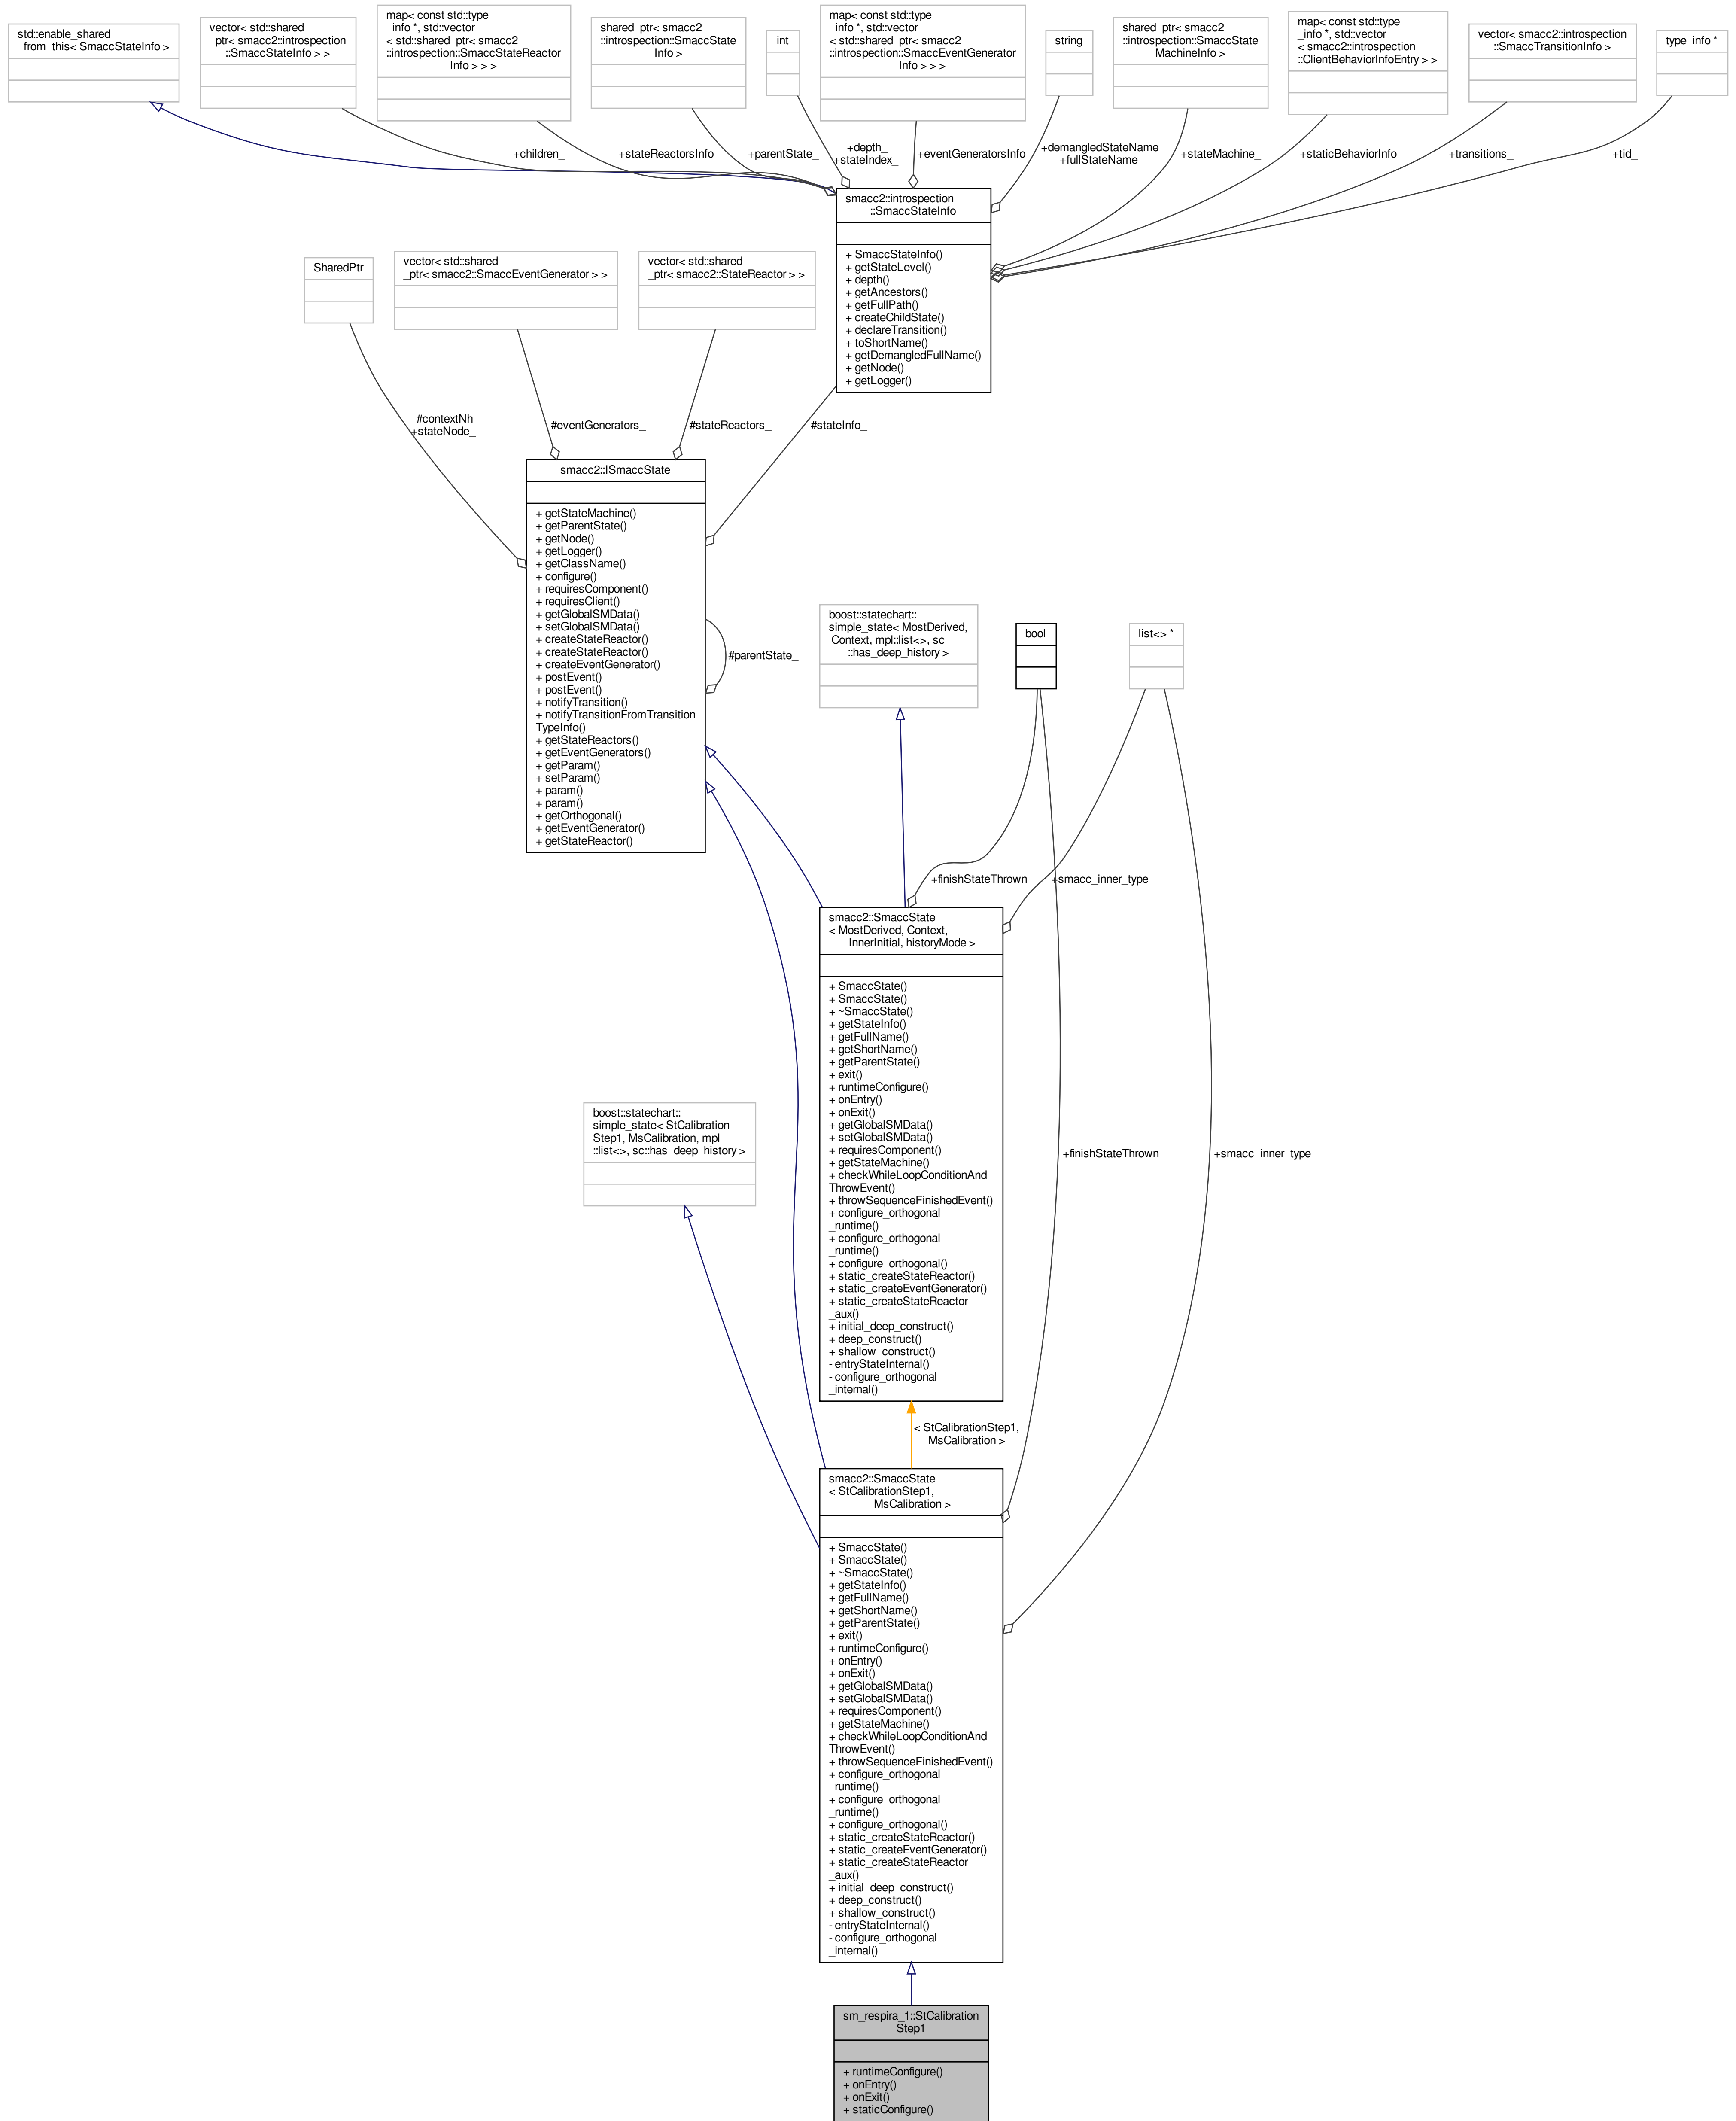 std::enable_shared
_from_this< SmaccStateInfo >
vector< std::shared
_ptr< smacc2::introspection
::SmaccStateInfo > >
map< const std::type
_info *, std::vector
< std::shared_ptr< smacc2
::introspection::SmaccStateReactor
Info > > >
shared_ptr< smacc2
::introspection::SmaccState
Info >
int
map< const std::type
_info *, std::vector
< std::shared_ptr< smacc2
::introspection::SmaccEventGenerator
Info > > >
string
shared_ptr< smacc2
::introspection::SmaccState
MachineInfo >
map< const std::type
_info *, std::vector
< smacc2::introspection
::ClientBehaviorInfoEntry > >
vector< smacc2::introspection
::SmaccTransitionInfo >
type_info *
+children_
+stateReactorsInfo
+parentState_
+depth_
+stateIndex_
+eventGeneratorsInfo
+demangledStateName
+fullStateName
+stateMachine_
+staticBehaviorInfo
+transitions_
+tid_
smacc2::introspection
::SmaccStateInfo
+ SmaccStateInfo()
+ getStateLevel()
+ depth()
+ getAncestors()
+ getFullPath()
+ createChildState()
+ declareTransition()
+ toShortName()
+ getDemangledFullName()
+ getNode()
+ getLogger()
SharedPtr
vector< std::shared
_ptr< smacc2::SmaccEventGenerator > >
vector< std::shared
_ptr< smacc2::StateReactor > >
#contextNh
+stateNode_
#eventGenerators_
#stateReactors_
#stateInfo_
smacc2::ISmaccState
+ getStateMachine()
+ getParentState()
+ getNode()
+ getLogger()
+ getClassName()
+ configure()
+ requiresComponent()
+ requiresClient()
+ getGlobalSMData()
+ setGlobalSMData()
+ createStateReactor()
+ createStateReactor()
+ createEventGenerator()
+ postEvent()
+ postEvent()
+ notifyTransition()
+ notifyTransitionFromTransition
TypeInfo()
+ getStateReactors()
+ getEventGenerators()
+ getParam()
+ setParam()
+ param()
+ param()
+ getOrthogonal()
+ getEventGenerator()
+ getStateReactor()
#parentState_
boost::statechart::
simple_state< MostDerived,
Context, mpl::list<>, sc
::has_deep_history >
bool
list<> *
+finishStateThrown
+smacc_inner_type
smacc2::SmaccState
< MostDerived, Context,
InnerInitial, historyMode >
+ SmaccState()
+ SmaccState()
+ ~SmaccState()
+ getStateInfo()
+ getFullName()
+ getShortName()
+ getParentState()
+ exit()
+ runtimeConfigure()
+ onEntry()
+ onExit()
+ getGlobalSMData()
+ setGlobalSMData()
+ requiresComponent()
+ getStateMachine()
+ checkWhileLoopConditionAnd
ThrowEvent()
+ throwSequenceFinishedEvent()
+ configure_orthogonal
_runtime()
+ configure_orthogonal
_runtime()
+ configure_orthogonal()
+ static_createStateReactor()
+ static_createEventGenerator()
+ static_createStateReactor
_aux()
+ initial_deep_construct()
+ deep_construct()
+ shallow_construct()
- entryStateInternal()
- configure_orthogonal
_internal()
boost::statechart::
simple_state< StCalibration
Step1, MsCalibration, mpl
::list<>, sc::has_deep_history >
+finishStateThrown
+smacc_inner_type
< StCalibrationStep1,
MsCalibration >
smacc2::SmaccState
< StCalibrationStep1,
MsCalibration >
+ SmaccState()
+ SmaccState()
+ ~SmaccState()
+ getStateInfo()
+ getFullName()
+ getShortName()
+ getParentState()
+ exit()
+ runtimeConfigure()
+ onEntry()
+ onExit()
+ getGlobalSMData()
+ setGlobalSMData()
+ requiresComponent()
+ getStateMachine()
+ checkWhileLoopConditionAnd
ThrowEvent()
+ throwSequenceFinishedEvent()
+ configure_orthogonal
_runtime()
+ configure_orthogonal
_runtime()
+ configure_orthogonal()
+ static_createStateReactor()
+ static_createEventGenerator()
+ static_createStateReactor
_aux()
+ initial_deep_construct()
+ deep_construct()
+ shallow_construct()
- entryStateInternal()
- configure_orthogonal
_internal()
sm_respira_1::StCalibration
Step1
+ runtimeConfigure()
+ onEntry()
+ onExit()
+ staticConfigure()